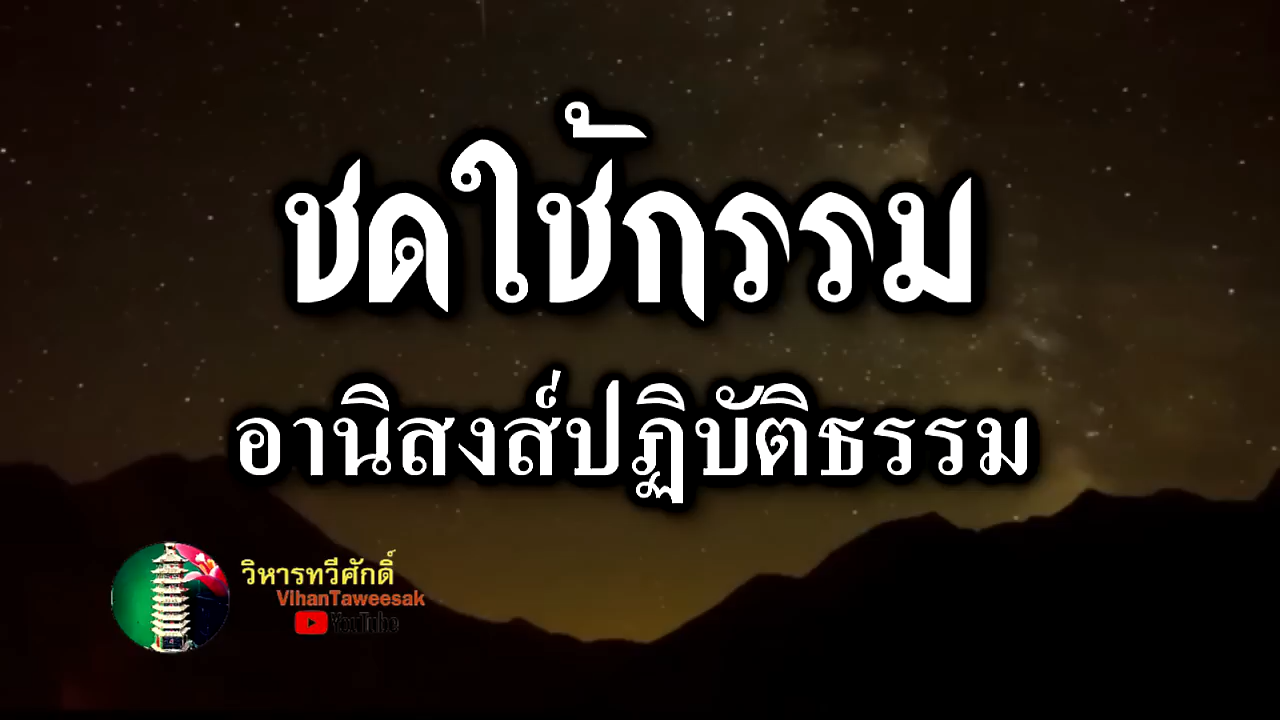 ชดใช้กรรม
อานิสงส์ปฏิบัติธรรม
วิหารทวีศักดิ์
VihanTaweesak
YouTube